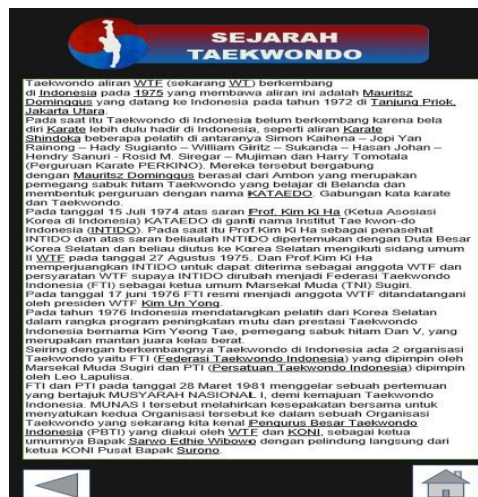 SEJARAH
TAEKWONDO
Taekwondo aliran WTF (sekarang WT ) berkembang
di Indonesia pada 1975 yang membawa aliran ini adalah Mauritsz
Dominggus yang datang ke Indonesia pada tahun 1972 di Tanjung Priok,
Jakarta Utara.
Pada saat itu Taekwondo di Indonesia belum berkembang karena bela
diri Karate lebih dulu hadir di Indonesia, seperti aliran Karate
Shindoka beberapa pelatih di antaranya Simon Kaihena – Jopi Yan
Rainong – Hady Sugianto – William Giritz – Sukanda – Hasan Johan –
Hendry Sanuri - Rosid M. Siregar – Mujiman dan Harry Tomotala
(Perguruan Karate PERKINO). Mereka tersebut bergabung
dengan Mauritsz Dominggus berasal dari Ambon yang merupakan
pemegang sabuk hitam Taekwondo yang belajar di Belanda dan
membentuk perguruan dengan nama KATAEDO. Gabungan kata karate
dan Taekwondo.
Pada tanggal 15 Juli 1974 atas saran Prof. Kim Ki Ha (Ketua Asosiasi
Korea di Indonesia) KATAEDO di ganti nama Institut Tae kwon-do
Indonesia (INTIDO). Pada saat itu Prof.Kim Ki Ha sebagai penasehat
INTIDO dan atas saran beliaulah INTIDO dipertemukan dengan Duta Besar
Korea Selatan dan beliau diutus ke Korea Selatan mengikuti sidang umum
II WTF pada tanggal 27 Agustus 1975. Dan Prof.Kim Ki Ha
memperjuangkan INTIDO untuk dapat diterima sebagai anggota WTF dan
persyaratan WTF supaya INTIDO dirubah menjadi Federasi Taekwondo
Indonesia (FTI) sebagai ketua umum Marsekal Muda (TNI) Sugiri.
Pada tanggal 17 juni 1976 FTI resmi menjadi anggota WTF ditandatangani
oleh presiden WTF Kim Un Yong.
Pada tahun 1976 Indonesia mendatangkan pelatih dari Korea Selatan
dalam rangka program peningkatan mutu dan prestasi Taekwondo
Indonesia bernama Kim Yeong Tae, pemegang sabuk hitam Dan V, yang
merupakan mantan juara kelas berat.
Seiring dengan berkembangnya Taekwondo di Indonesia ada 2 organisasi
Taekwondo yaitu FTI (Federasi Taekwondo Indonesia) yang dipimpin oleh
Marsekal Muda Sugiri dan PTI (Persatuan Taekwondo Indonesia) dipimpin
oleh Leo Lapulisa.
FTI dan PTI pada tanggal 28 Maret 1981 menggelar sebuah pertemuan
yang bertajuk MUSYARAH NASIONAL I, demi kemajuan Taekwondo
Indonesia. MUNAS I tersebut melahirkan kesepakatan bersama untuk
menyatukan kedua Organisasi tersebut ke dalam sebuah Organisasi
Taekwondo yang sekarang kita kenal Pengurus Besar Taekwondo
Indonesia (PBTI) yang diakui oleh WTF dan KONI, sebagai ketua
umumnya Bapak Sarwo Edhie Wibowo dengan pelindung langsung dari
ketua KONI Pusat Bapak Surono.